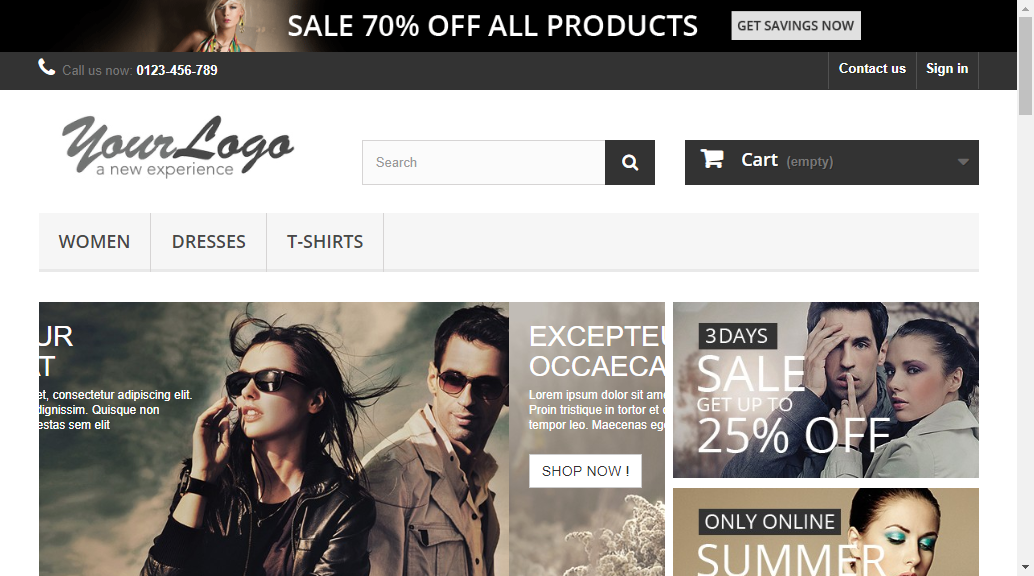 SALE 70% OFF ALL PRODUCTS
GET SAVINGS NOW
Call us now: 0123-456-789
Contact us
Sign in
YourLogo
a new experience
Search
Cart (empty)
WOMEN
DRESSES
T-SHIRTS
UR
AT
et, consectetur adipiscing elit.
dignissim. Quisque non
estas sem elit
EXCEPTEU
OCCAECA
Lorem ipsum dolor sit ame
Proin tristique in tortor et
tempor leo. Maecenas eg
SHOP NOW !
3 DAYS
SALE
GET UP TO
25% OFF
ONLY ONLINE
SUMMER